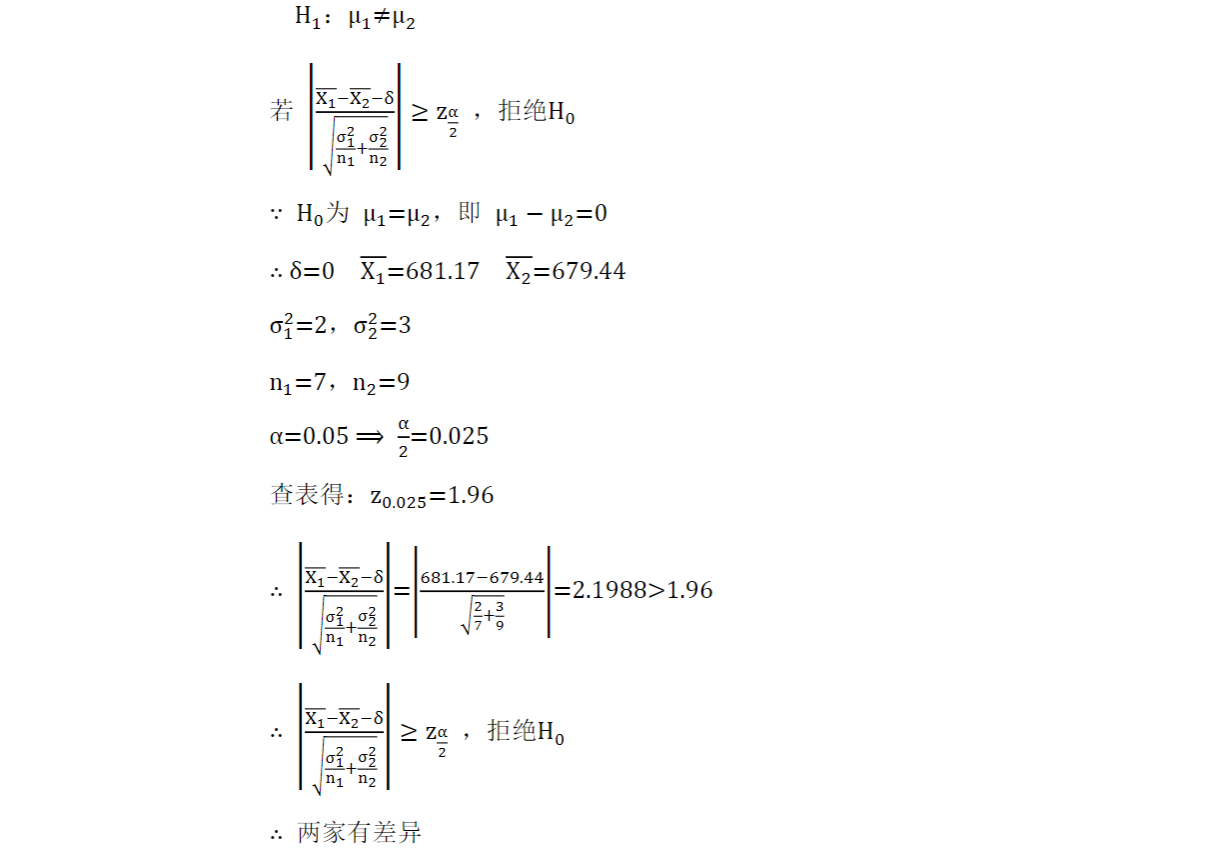 H₁：μ₁≠μ₂
若 |(X̅₁−X̅₂−δ)/√(σ₁²/n₁+σ₂²/n₂)| ≥ z_(α/2) ，拒绝H₀
∵ H₀为 μ₁=μ₂，即 μ₁ − μ₂=0
∴ δ=0 X̅₁=681.17 X̅₂=679.44
σ₁²=2，σ₂²=3
n₁=7，n₂=9
α=0.05 ⟹ α/2=0.025
查表得：z₀.₀₂₅=1.96
∴ |(X̅₁−X̅₂−δ)/√(σ₁²/n₁+σ₂²/n₂)|=|(681.17−679.44)/√(2/7+3/9)|=2.1988>1.96
∴ |(X̅₁−X̅₂−δ)/√(σ₁²/n₁+σ₂²/n₂)| ≥ z_(α/2) ，拒绝H₀
∴ 两家有差异